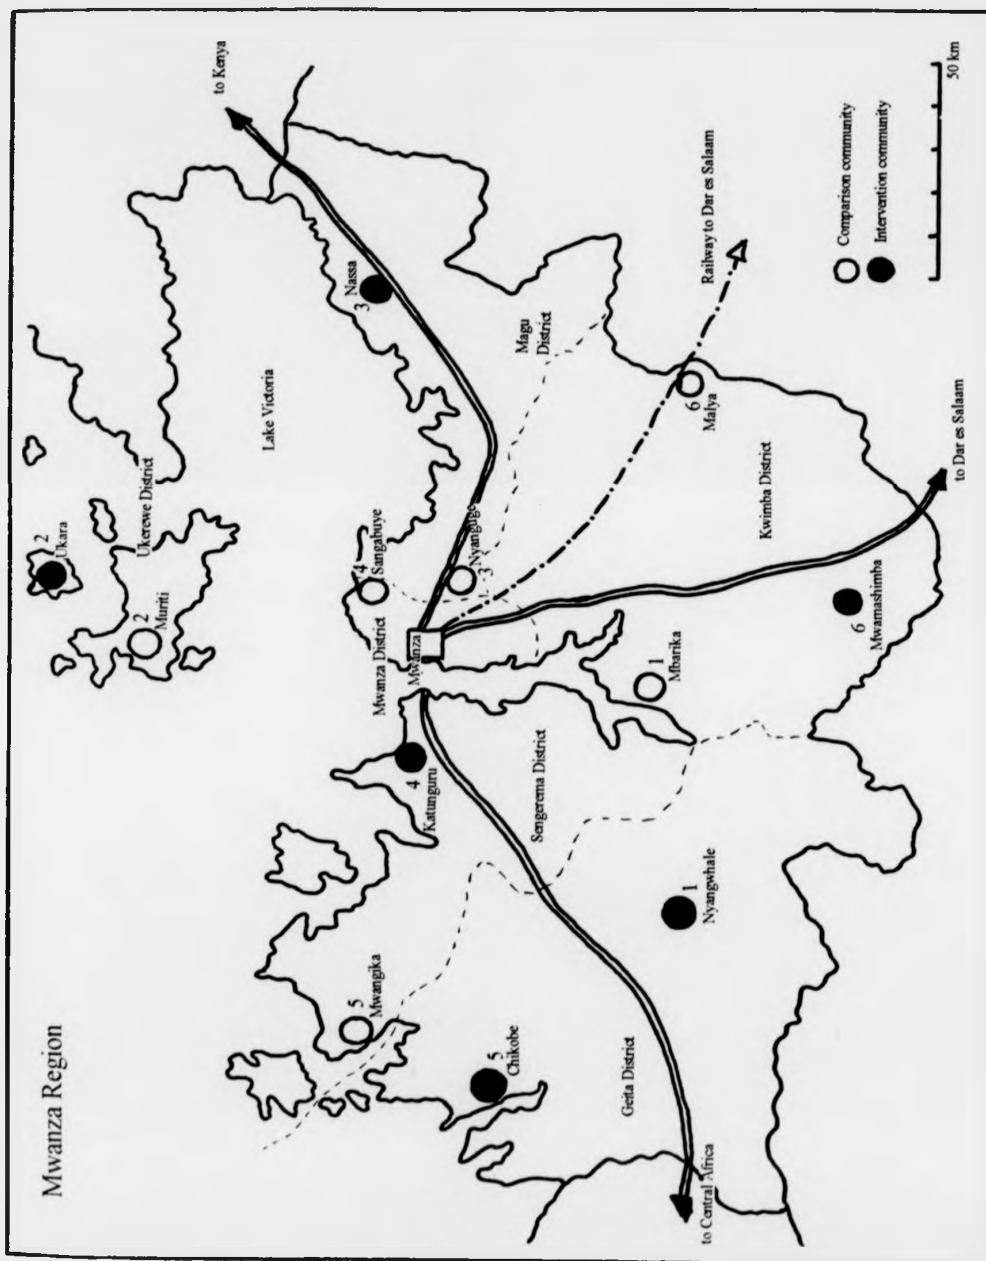 Mwanza Region
to Kenya
2
Ukara
Ukerewe District
2
Muriti
Lake Victoria
3
Nassa
4
Sangabuye
Mwanza District
Mwanza
Nyanguge
3
Magu
District
Railway to Dar es Salaam
4
Katunguru
5
Mwangika
5
Chikobe
Sengerema District
1
Mbarika
6
Malya
Kwimba District
Geita District
1
Nyangwhale
6
Mwamashimba
to Central Africa
to Dar es Salaam
Comparison community
Intervention community
50 km